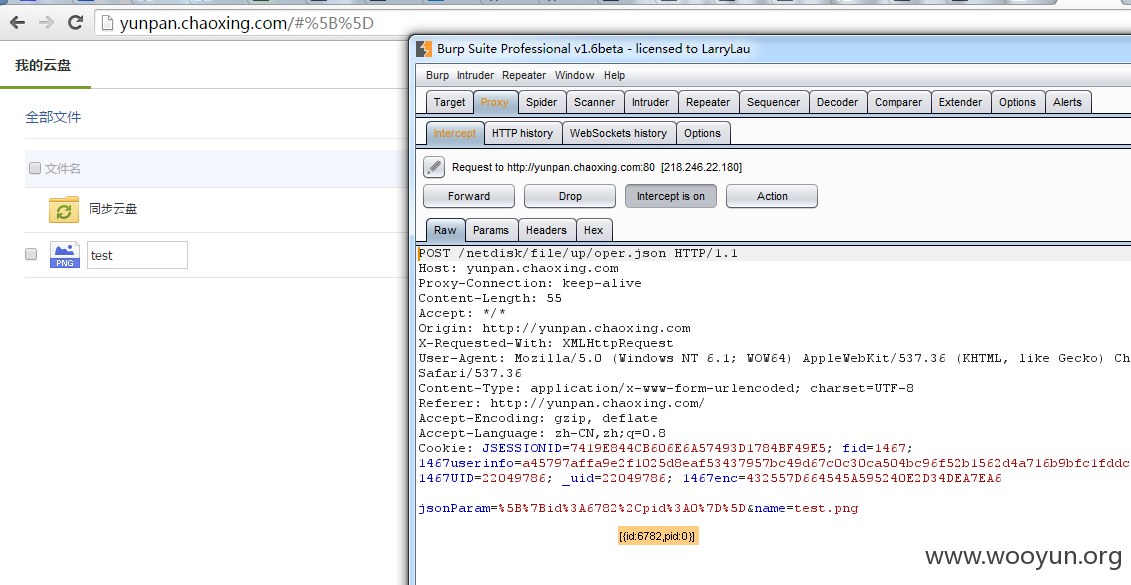 yunpan.chaoxing.com/#%5B%5D
我的云盘
全部文件
文件名
同步云盘
PNG
test
Burp Suite Professional v1.6beta - licensed to LarryLau
Burp Intruder Repeater Window Help
Target Proxy Spider Scanner Intruder Repeater Sequencer Decoder Comparer Extender Options Alerts
Intercept HTTP history WebSockets history Options
Request to http://yunpan.chaoxing.com:80 [218.246.22.180]
Forward Drop Intercept is on Action
Raw Params Headers Hex
POST /netdisk/file/up/oper.json HTTP/1.1
Host: yunpan.chaoxing.com
Proxy-Connection: keep-alive
Content-Length: 55
Accept: */*
Origin: http://yunpan.chaoxing.com
X-Requested-With: XMLHttpRequest
User-Agent: Mozilla/5.0 (Windows NT 6.1; WOW64) AppleWebKit/537.36 (KHTML, like Gecko) Ch
Safari/537.36
Content-Type: application/x-www-form-urlencoded; charset=UTF-8
Referer: http://yunpan.chaoxing.com/
Accept-Encoding: gzip, deflate
Accept-Language: zh-CN,zh;q=0.8
Cookie: JSESSIONID=7419E844CB606E6A57493D1784BF49E5; fid=1467;
1467userinfo=a45797affa9e2f1025d8eaf53437957bc49d67c0c30ca504bc96f52b1562d4a716b9bfc1fddc
1467UID=22049786; _uid=22049786; 1467enc=432557D664545A595240E2D34DEA7EA6
jsonParam=%5B%7Bid%3A6782%2Cpid%3A0%7D%5D&name=test.png
[{id:6782,pid:0}]
www.wooyun.org